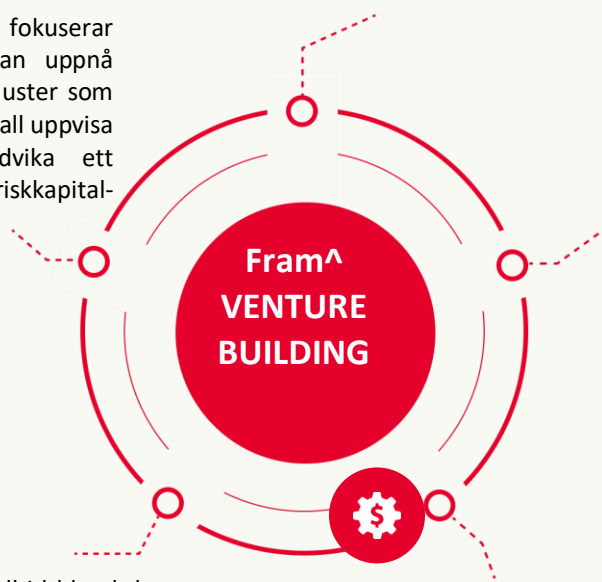 fokuserar
an uppnå
uster som
all uppvisa
dvika ett
riskkapital-
Fram^
VENTURE
BUILDING
$